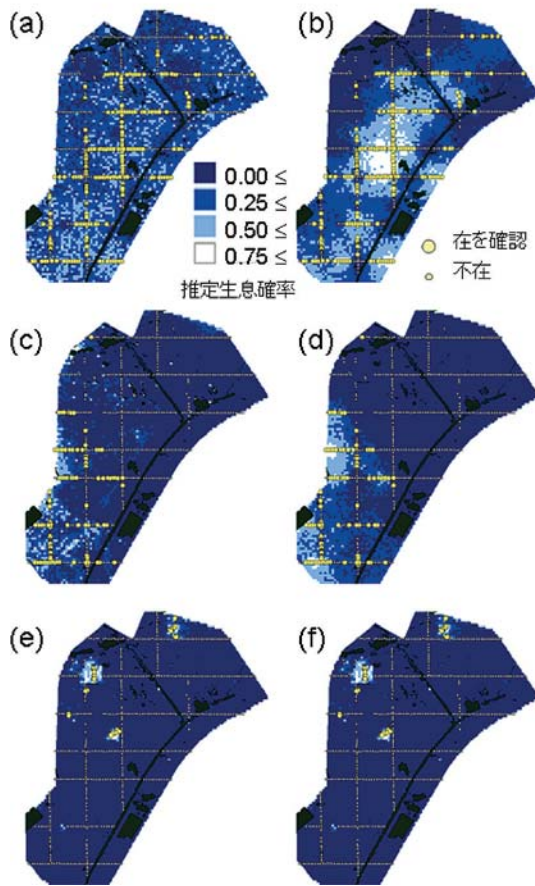 (a)
(b)
0.00 ≤
0.25 ≤
0.50 ≤
0.75 ≤
推定生息確率
在を確認
不在
(c)
(d)
(e)
(f)